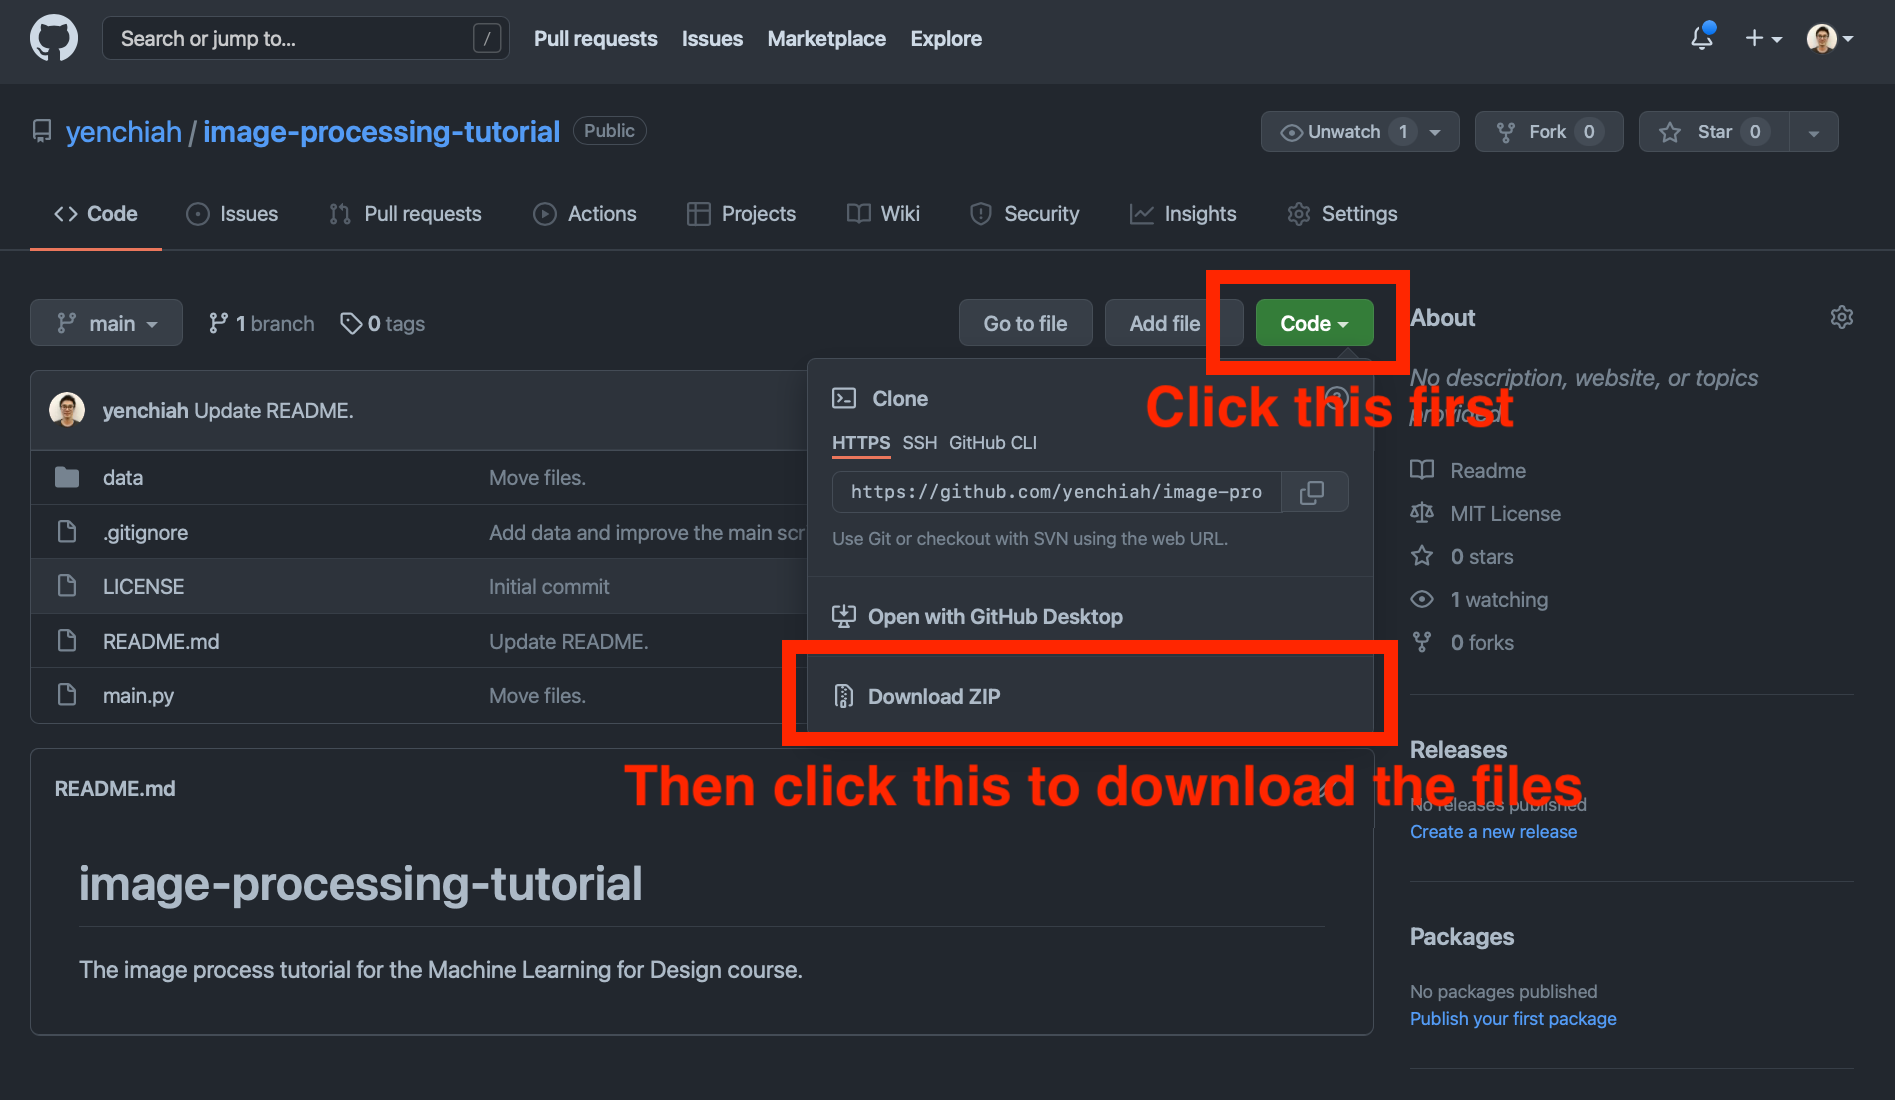 Search or jump to... /
Pull requests Issues Marketplace Explore
yenchiah / image-processing-tutorial Public
Unwatch 1 Fork 0 Star 0
Code Issues Pull requests Actions Projects Wiki Security Insights Settings
main 1 branch 0 tags
Go to file Add file Code
Click this first
yenchiah Update README.
data Move files.
.gitignore Add data and improve the main scr
LICENSE Initial commit
README.md Update README.
main.py Move files.
Clone
HTTPS SSH GitHub CLI
https://github.com/yenchiah/image-pro
Use Git or checkout with SVN using the web URL.
Open with GitHub Desktop
Download ZIP
Then click this to download the files
README.md
image-processing-tutorial
The image process tutorial for the Machine Learning for Design course.
About
No description, website, or topics
provided.
Readme
MIT License
0 stars
1 watching
0 forks
Releases
No releases published
Create a new release
Packages
No packages published
Publish your first package